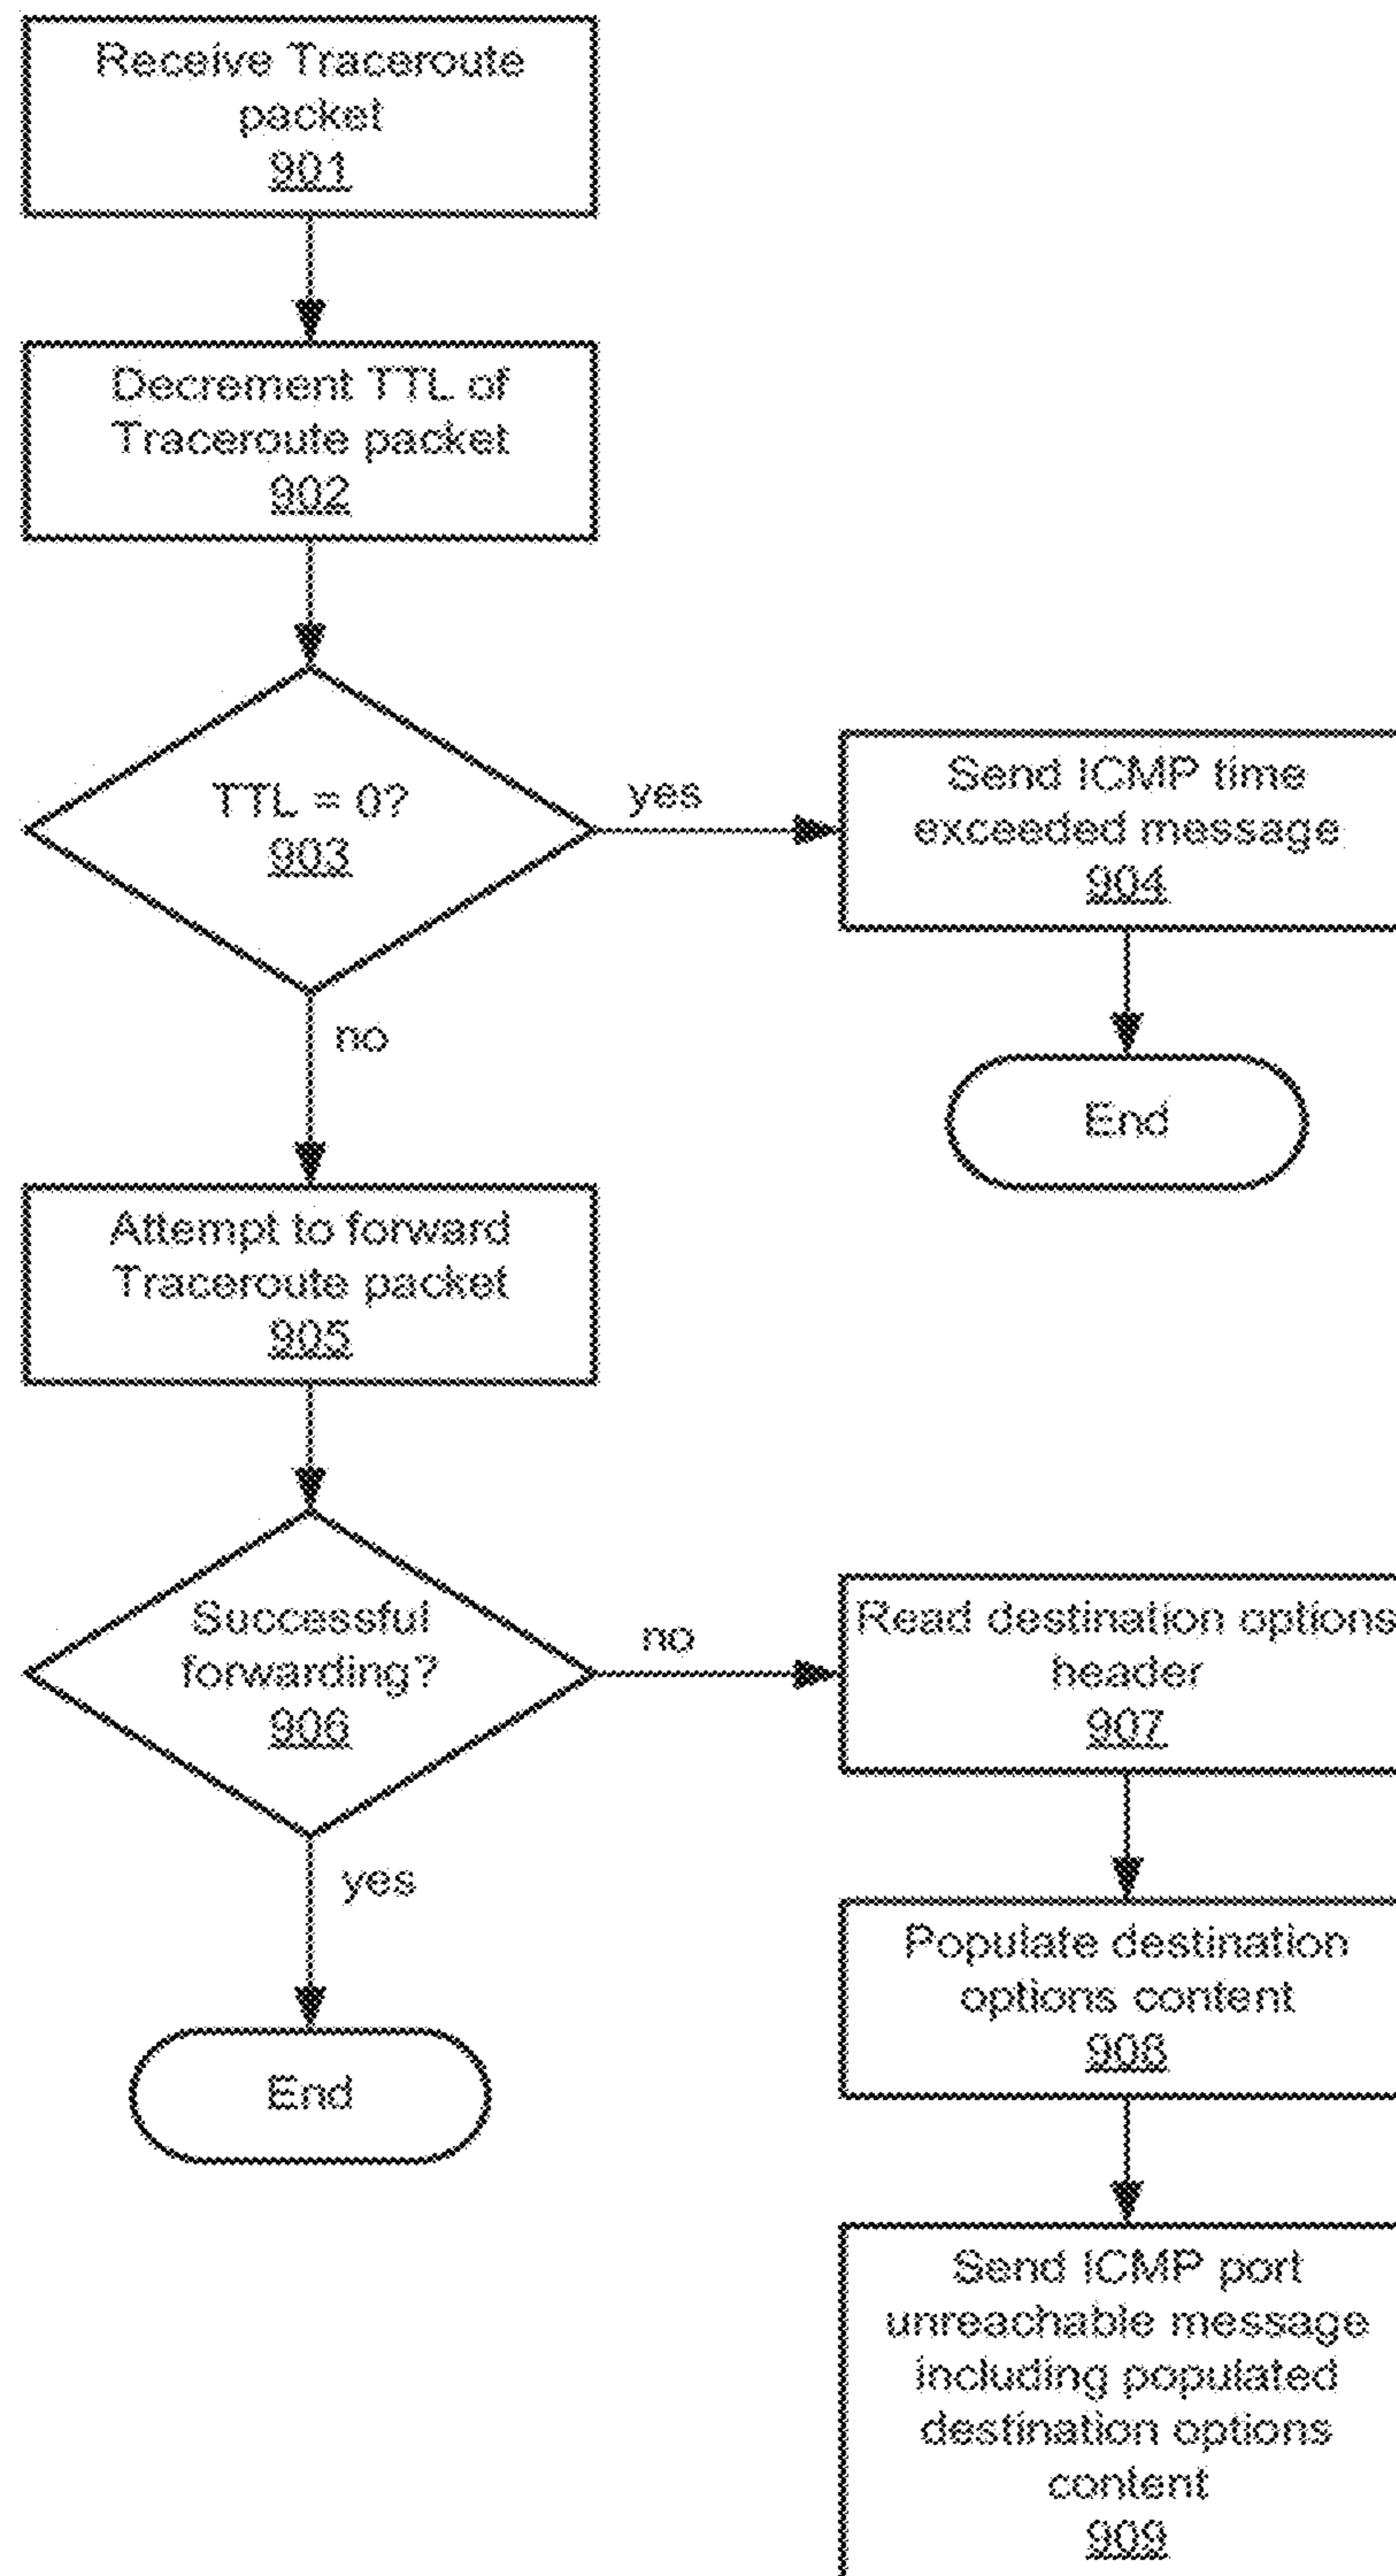 Receive Traceroute
packet
901
Decrement TTL of
Traceroute packet
902
TTL = 0?
903
yes
Send ICMP time
exceeded message
904
no
End
Attempt to forward
Traceroute packet
905
Successful
forwarding?
906
no
Read destination options
header
907
yes
Populate destination
options content
908
End
Send ICMP port
unreachable message
including populated
destination options
content
909